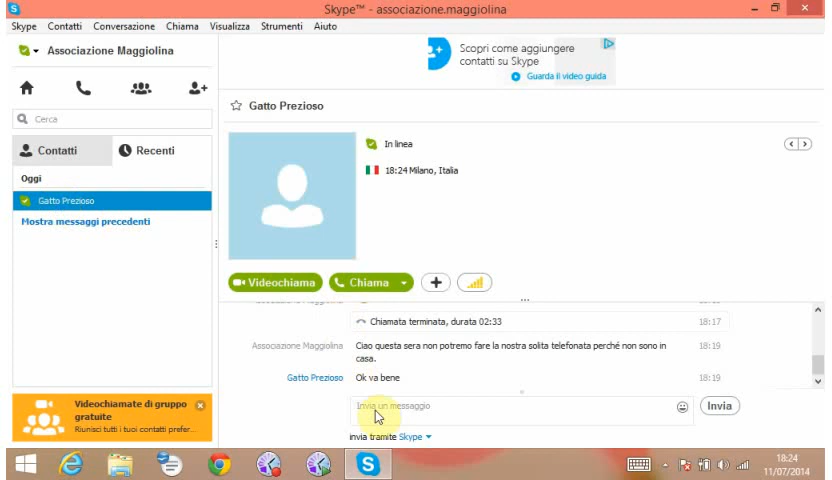 Skype™ - associazione.maggiolina
Skype Contatti Conversazione Chiama Visualizza Strumenti Aiuto
Associazione Maggiolina
Scopri come aggiungere
contatti su Skype
Guarda il video guida
Cerca
Contatti Recenti
Oggi
Gatto Prezioso
Mostra messaggi precedenti
Gatto Prezioso
In linea
18:24 Milano, Italia
Videochiama Chiama
Chiamata terminata, durata 02:33 18:17
Associazione Maggiolina Ciao questa sera non potremo fare la nostra solita telefonata perché non sono in 18:19
casa.
Gatto Prezioso Ok va bene 18:19
Invia un messaggio Invia
invia tramite Skype
Videochiamate di gruppo
gratuite
Riunisci tutti i tuoi contatti prefer...
18:24
11/07/2014